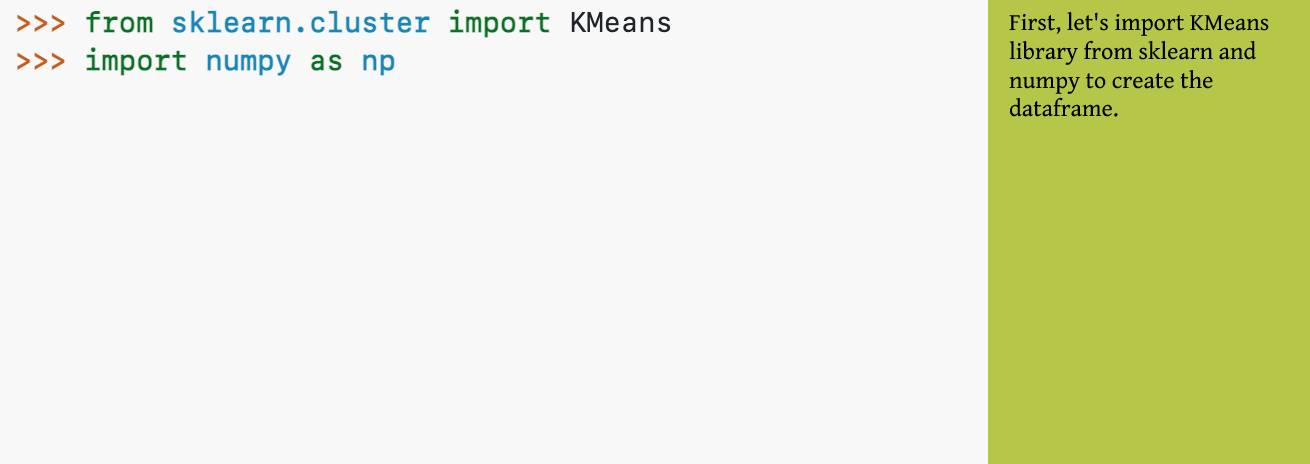 >>> from sklearn.cluster import KMeans
>>> import numpy as np
First, let's import KMeans
library from sklearn and
numpy to create the
dataframe.